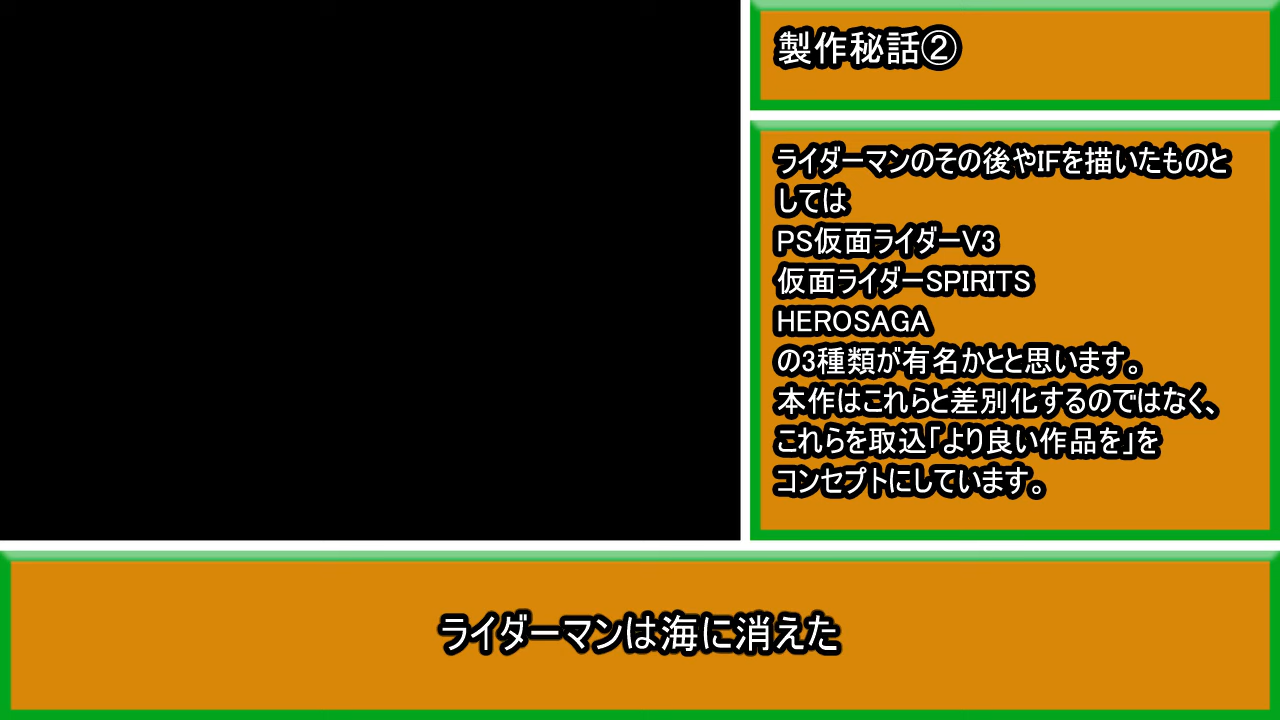 製作秘話②
ライダーマンのその後やIFを描いたものと
しては
PS仮面ライダーV3
仮面ライダーSPIRITS
HEROSAGA
の3種類が有名かとと思います。
本作はこれらと差別化するのではなく、
これらを取込「より良い作品を」を
コンセプトにしています。
ライダーマンは海に消えた